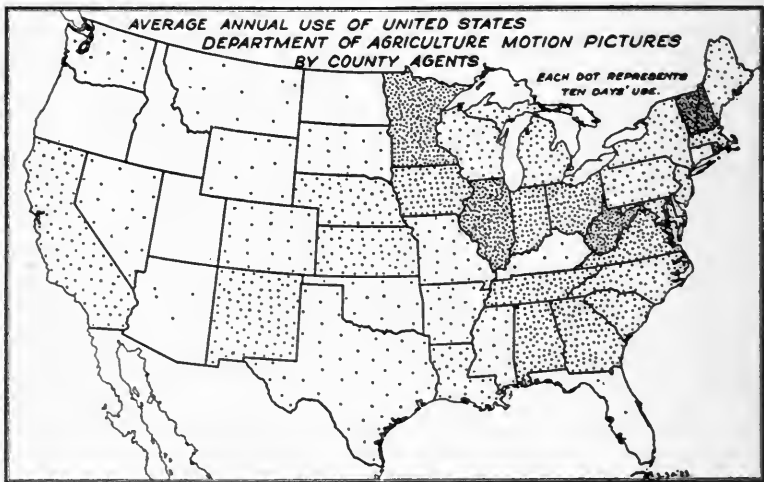 AVERAGE ANNUAL USE OF UNITED STATES
DEPARTMENT OF AGRICULTURE MOTION PICTURES
BY COUNTY AGENTS
EACH DOT REPRESENTS
TEN DAYS' USE.